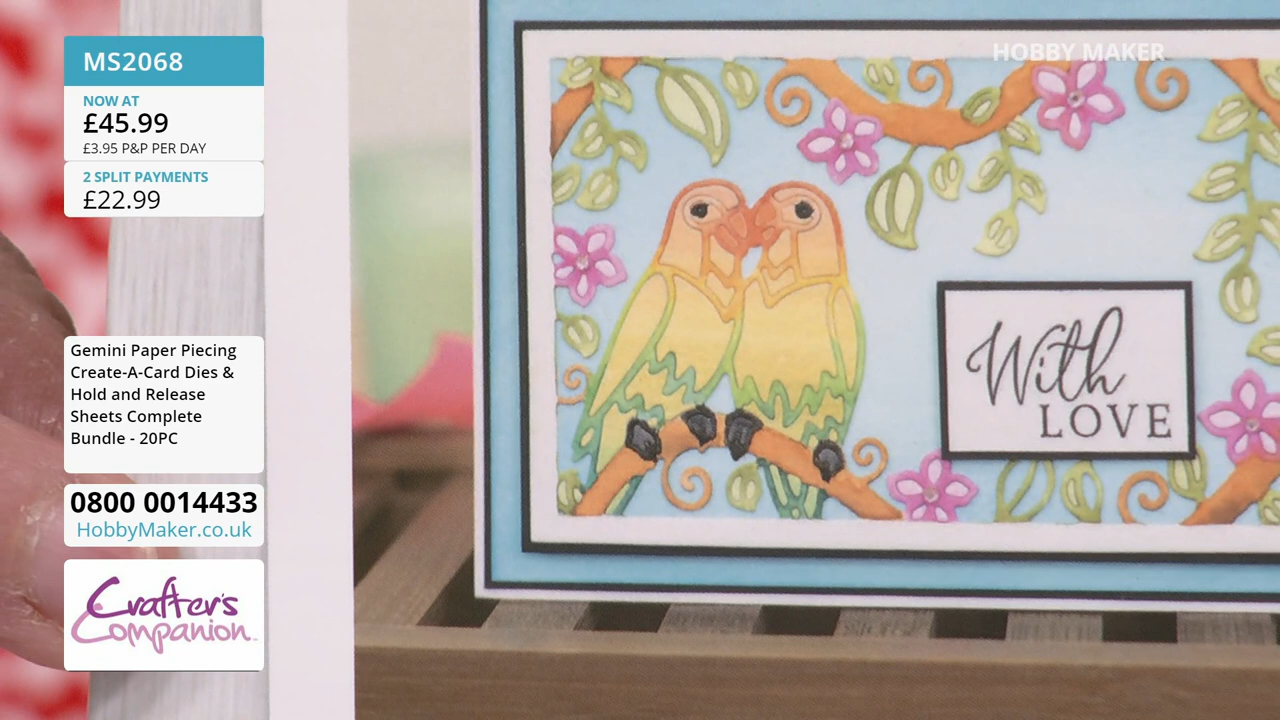 MS2068
NOW AT
£45.99
£3.95 P&P PER DAY
2 SPLIT PAYMENTS
£22.99
Gemini Paper Piecing
Create-A-Card Dies &
Hold and Release
Sheets Complete
Bundle - 20PC
0800 0014433
HobbyMaker.co.uk
Crafter's
Companion
HOBBY MAKER
With
LOVE